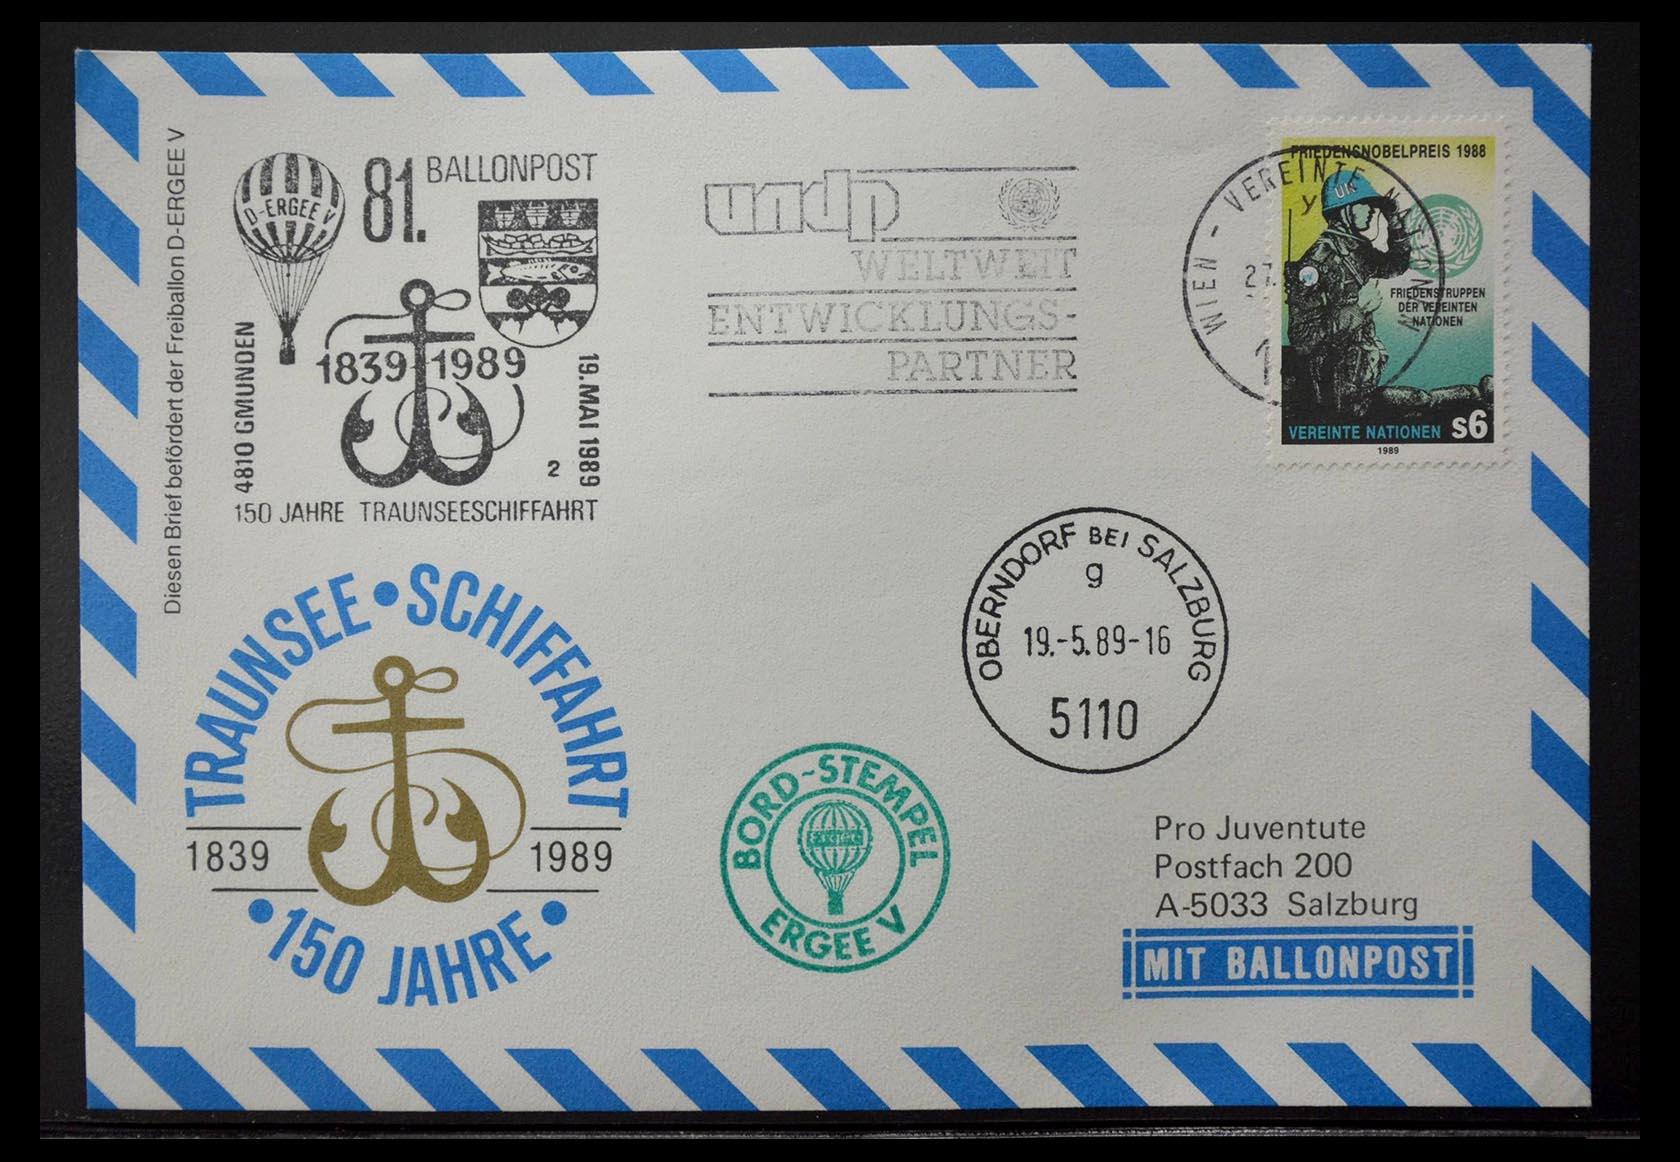 Diesen Brief befördert der Freiballon D-ERGEE V
81. BALLONPOST
D-ERGEE V
1839 1989
4810 GMUNDEN
19. MAI 1989
2
150 JAHRE TRAUNSEESCHIFFAHRT
undp
WELTWEIT
ENTWICKLUNGS-
PARTNER
WIEN - VEREINTE NATIONEN
27.
FRIEDENSNOBELPREIS 1988
UN
FRIEDENSTRUPPEN
DER VEREINTEN
NATIONEN
VEREINTE NATIONEN s6
1989
OBERNDORF BEI SALZBURG
g
19.-5.89-16
5110
TRAUNSEE • SCHIFFAHRT
1839 1989
• 150 JAHRE •
BORD-STEMPEL
ERGEE V
Pro Juventute
Postfach 200
A-5033 Salzburg
MIT BALLONPOST